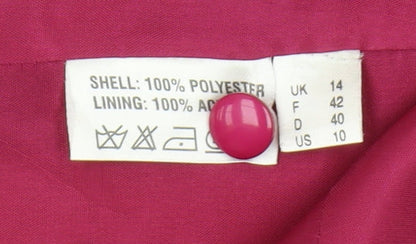 SHELL: 100% POLYESTER
LINING: 100%
UK 14
F 42
D 40
US 10